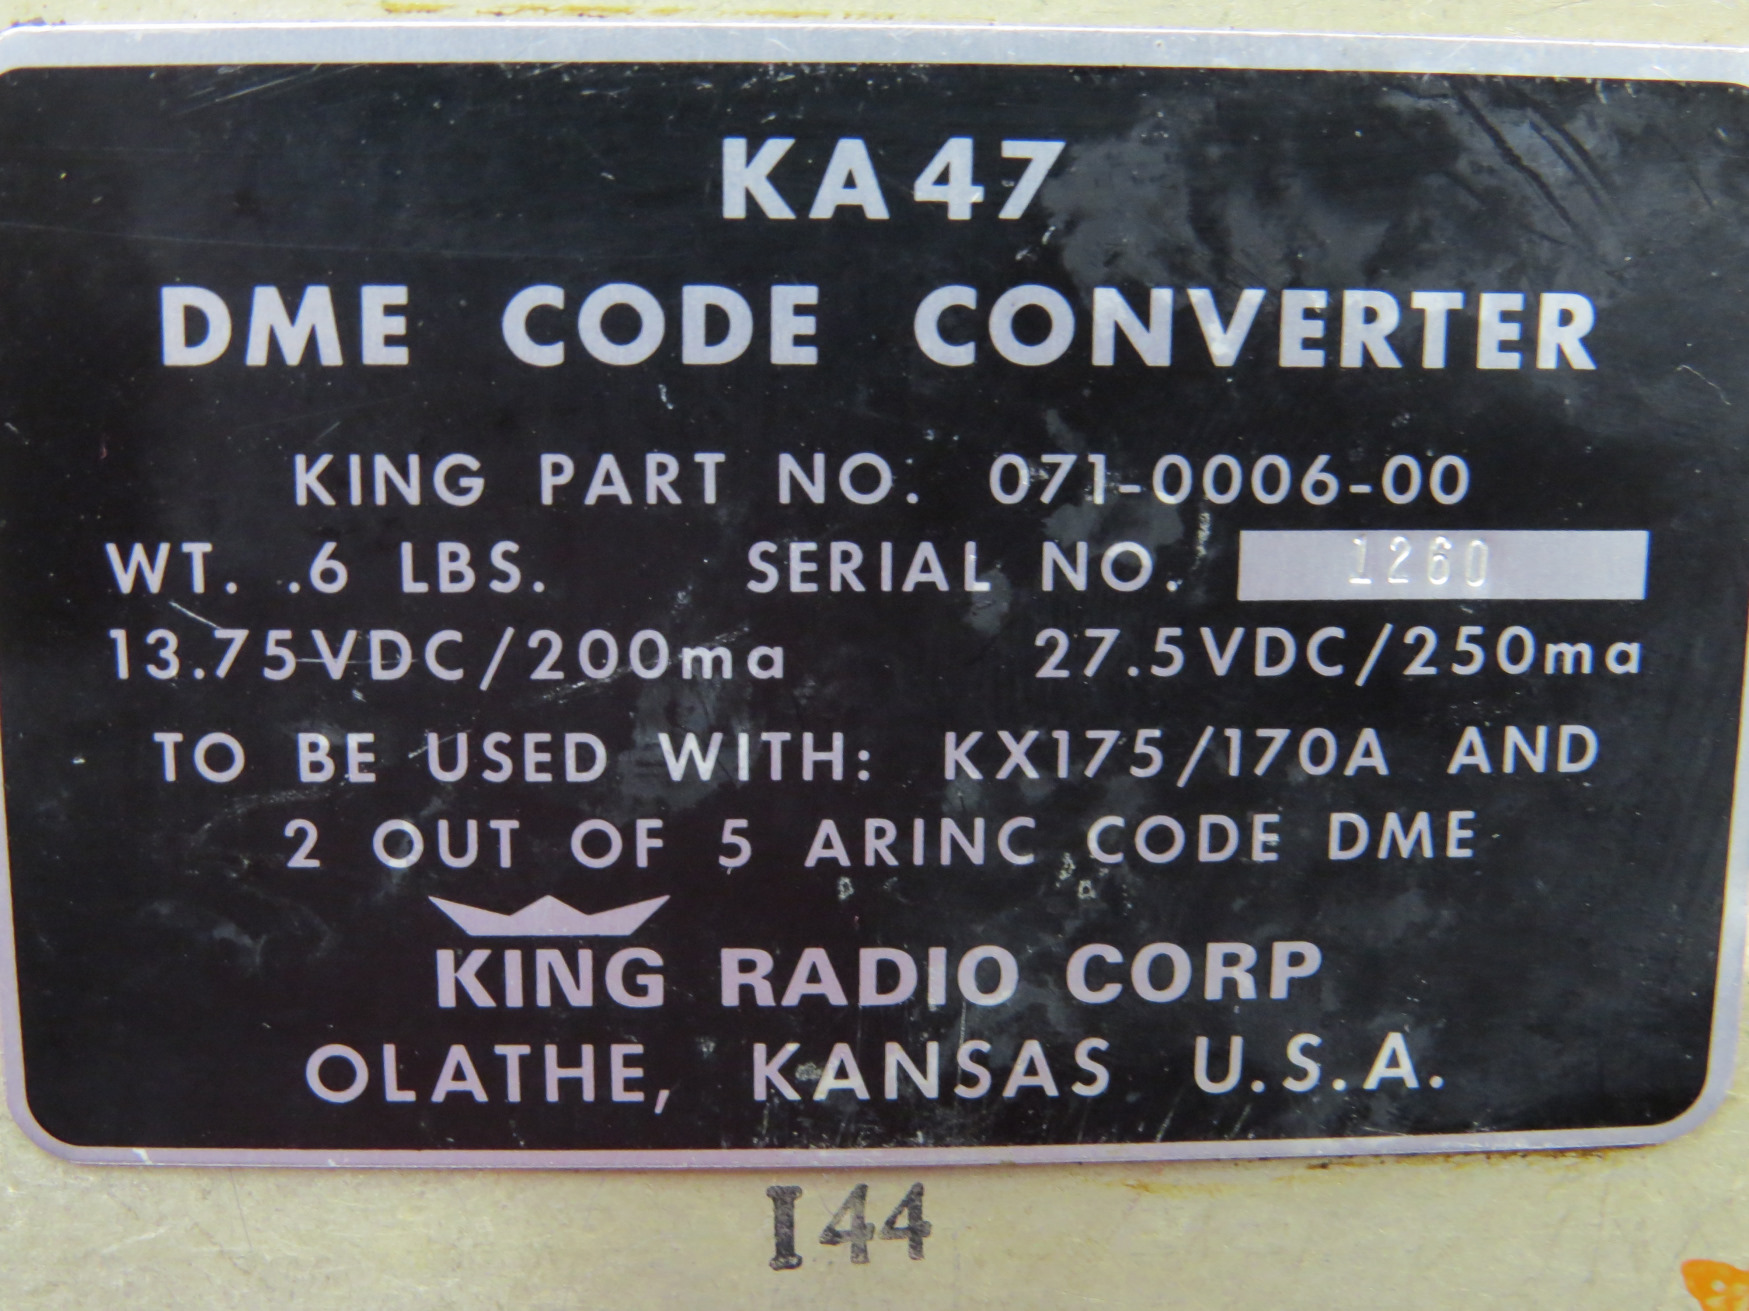 KA47
DME CODE CONVERTER
KING PART NO. 071-0006-00
WT. .6 LBS. SERIAL NO. 1260
13.75VDC/200ma 27.5VDC/250ma
TO BE USED WITH: KX175/170A AND
2 OUT OF 5 ARINC CODE DME
KING RADIO CORP
OLATHE, KANSAS U.S.A.
I44